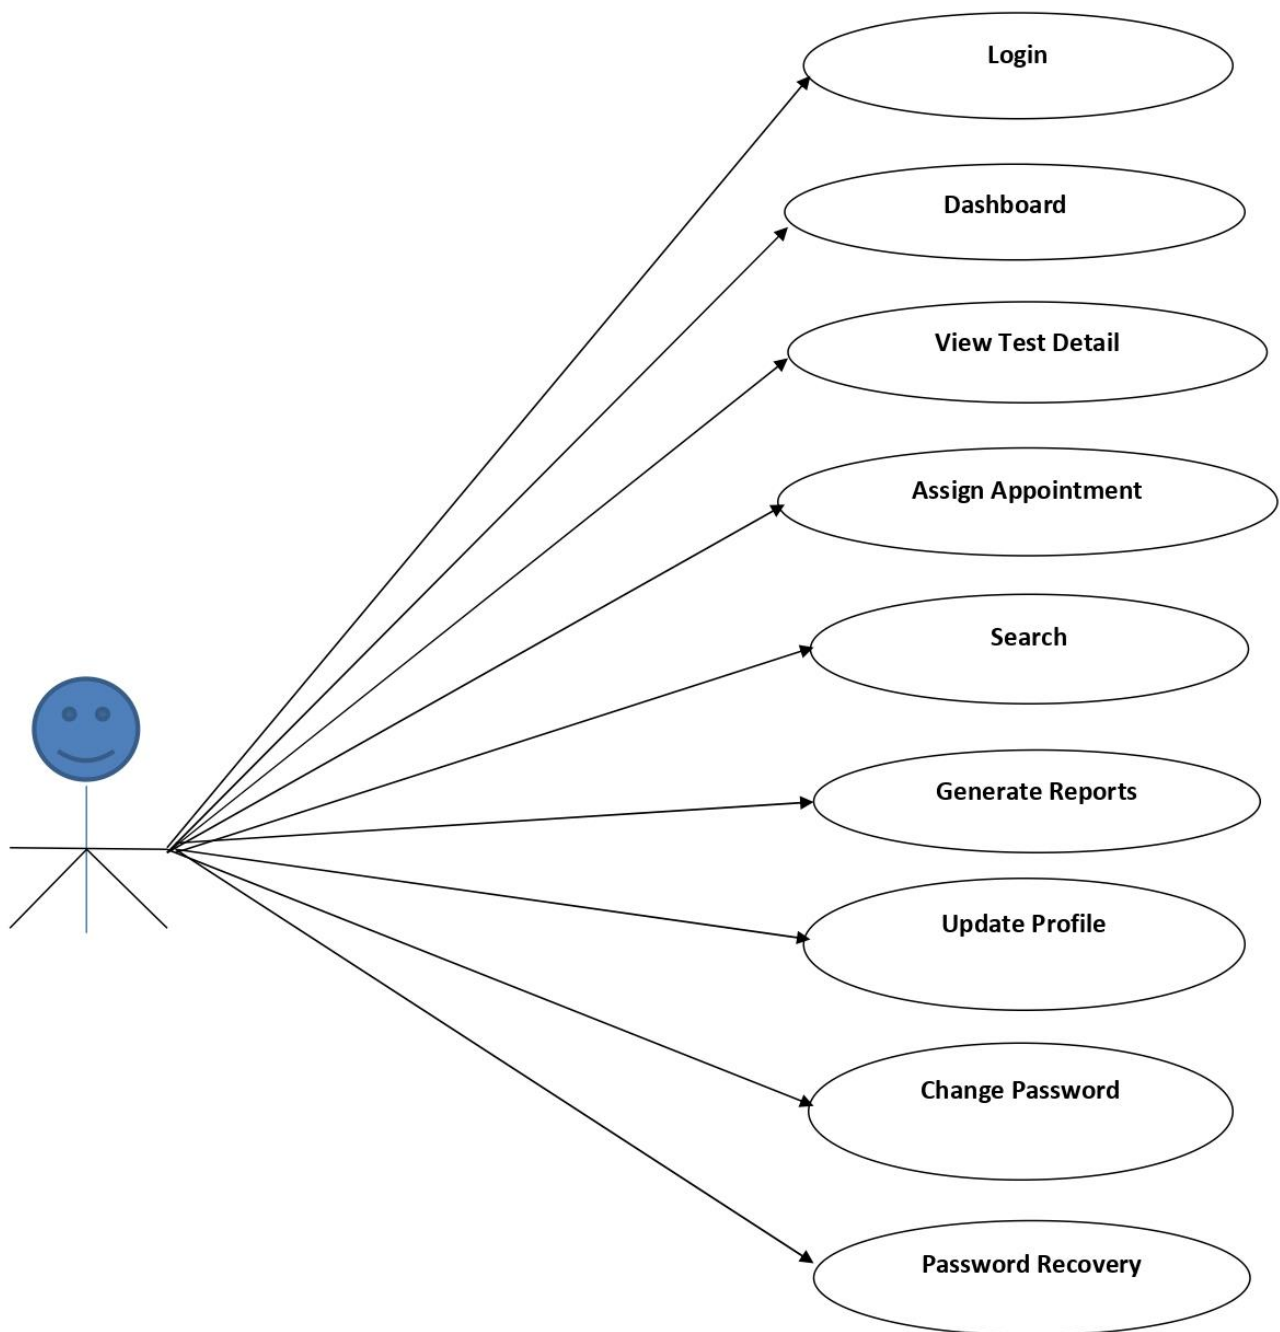 Login
Dashboard
View Test Detail
Assign Appointment
Search
Generate Reports
Update Profile
Change Password
Password Recovery